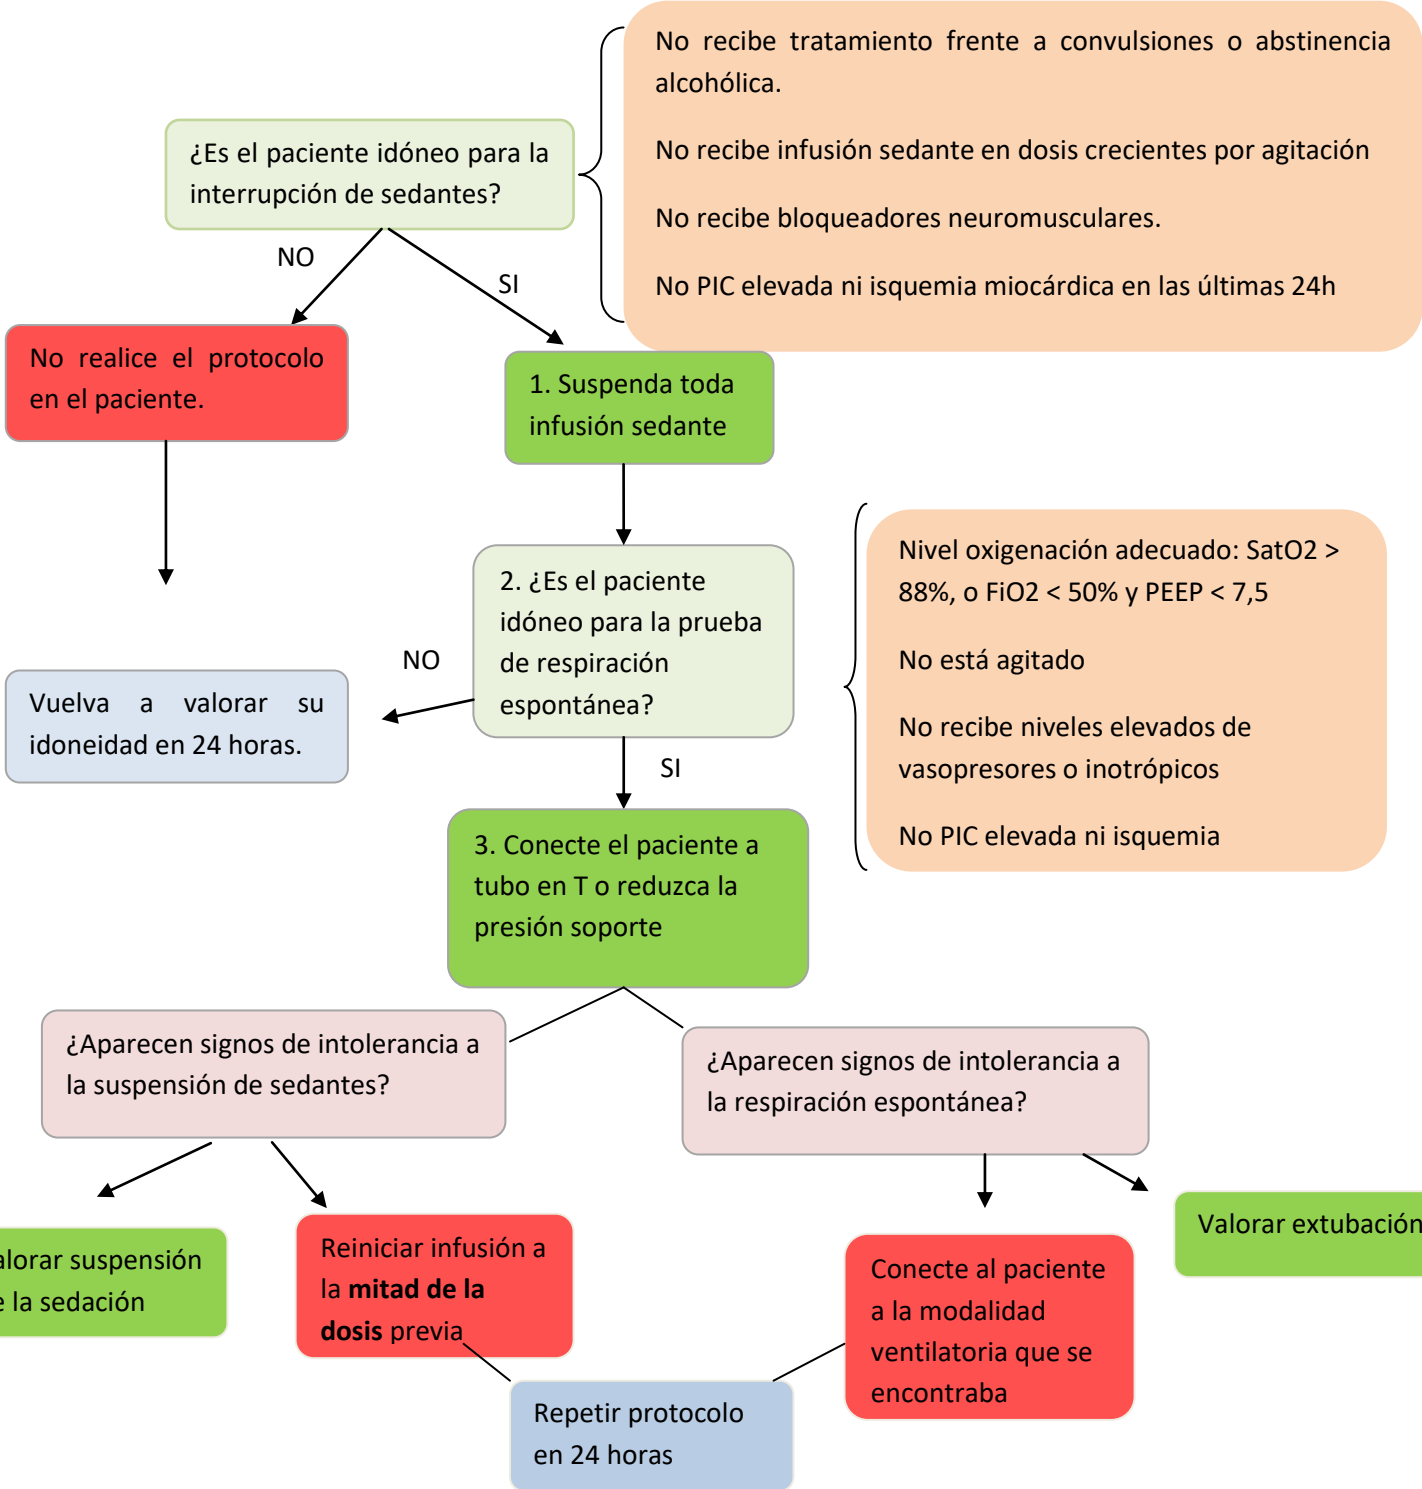 No recibe tratamiento frente a convulsiones o abstinencia
alcohólica.
No recibe infusión sedante en dosis crecientes por agitación
No recibe bloqueadores neuromusculares.
No PIC elevada ni isquemia miocárdica en las últimas 24h
¿Es el paciente idóneo para la
interrupción de sedantes?
NO
SI
No realice el protocolo
en el paciente.
1. Suspenda toda
infusión sedante
2. ¿Es el paciente
idóneo para la prueba
de respiración
espontánea?
Nivel oxigenación adecuado: SatO2 >
88%, o FiO2 < 50% y PEEP < 7,5
No está agitado
No recibe niveles elevados de
vasopresores o inotrópicos
No PIC elevada ni isquemia
NO
Vuelva a valorar su
idoneidad en 24 horas.
SI
3. Conecte el paciente a
tubo en T o reduzca la
presión soporte
¿Aparecen signos de intolerancia a
la suspensión de sedantes?
¿Aparecen signos de intolerancia a
la respiración espontánea?
alorar suspensión
e la sedación
Reiniciar infusión a
la mitad de la
dosis previa
Conecte al paciente
a la modalidad
ventilatoria que se
encontraba
Valorar extubación
Repetir protocolo
en 24 horas